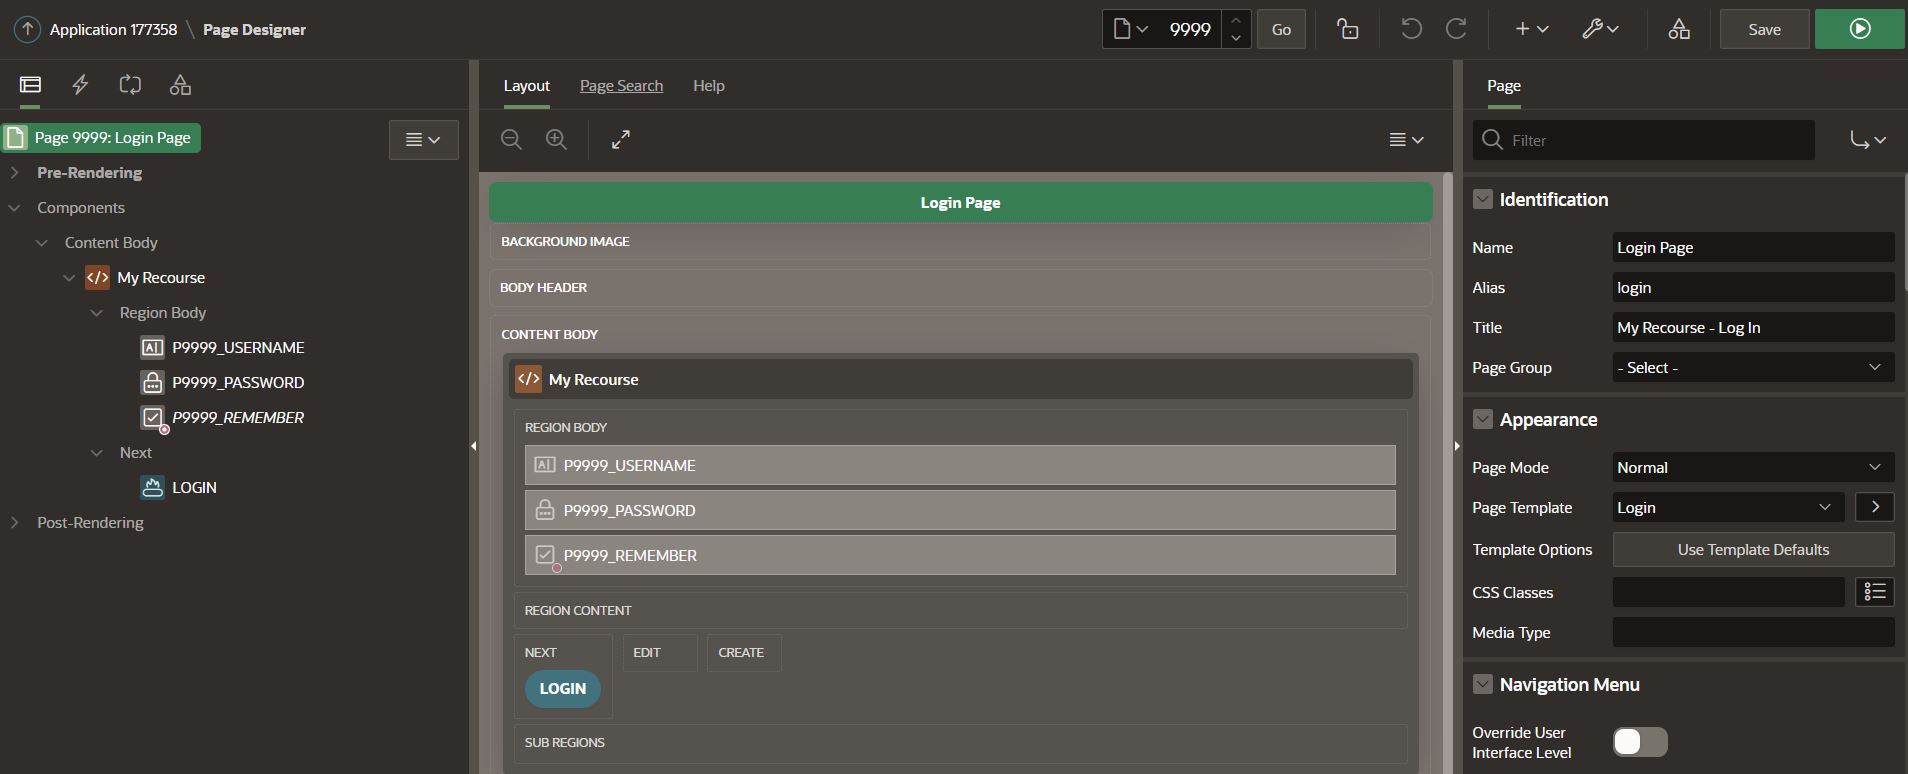 Application 177358 \ Page Designer
9999
Go
Save
Page 9999: Login Page
Pre-Rendering
Components
Content Body
</> My Recourse
Region Body
P9999_USERNAME
P9999_PASSWORD
P9999_REMEMBER
Next
LOGIN
Post-Rendering
Layout Page Search Help
Login Page
BACKGROUND IMAGE
BODY HEADER
CONTENT BODY
</> My Recourse
REGION BODY
P9999_USERNAME
P9999_PASSWORD
P9999_REMEMBER
REGION CONTENT
NEXT EDIT CREATE
LOGIN
SUB REGIONS
Page
Filter
Identification
Name Login Page
Alias login
Title My Recourse - Log In
Page Group - Select -
Appearance
Page Mode Normal
Page Template Login
Template Options Use Template Defaults
CSS Classes
Media Type
Navigation Menu
Override User
Interface Level